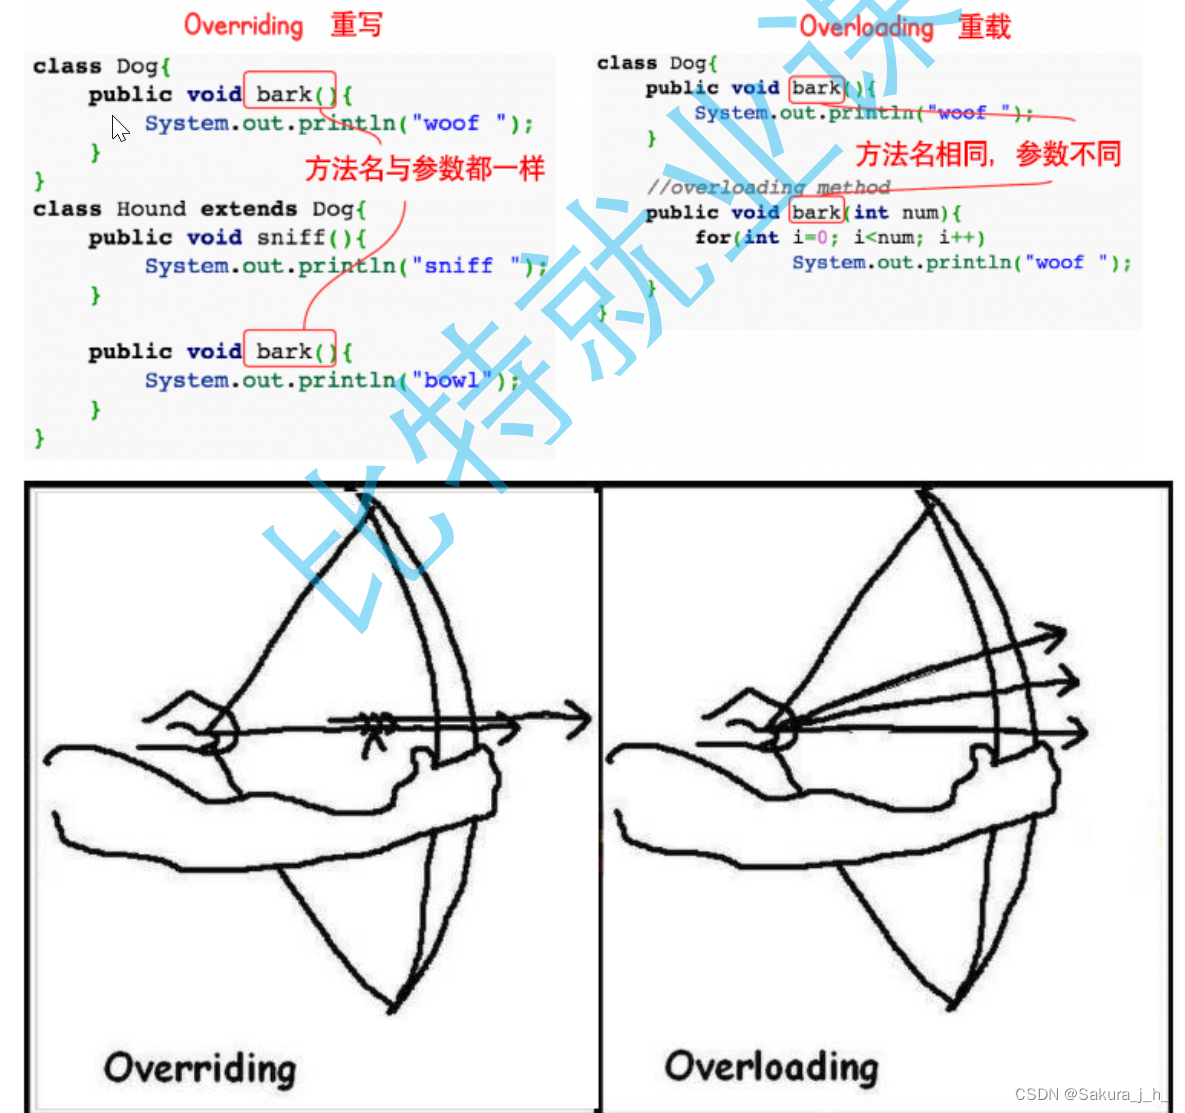 Overriding 重写
class Dog{
public void bark(){
System.out.println("woof ");
}
方法名与参数都一样
}
class Hound extends Dog{
public void sniff(){
System.out.println("sniff ");
}
public void bark(){
System.out.println("bowl");
}
}
Overloading 重载
class Dog{
public void bark(){
System.out.println("woof ");
}
方法名相同，参数不同
//overloading method
public void bark(int num){
for(int i=0; i<num; i++)
System.out.println("woof ");
}
}
比特就业课
Overriding
Overloading
CSDN @Sakura_j_h_